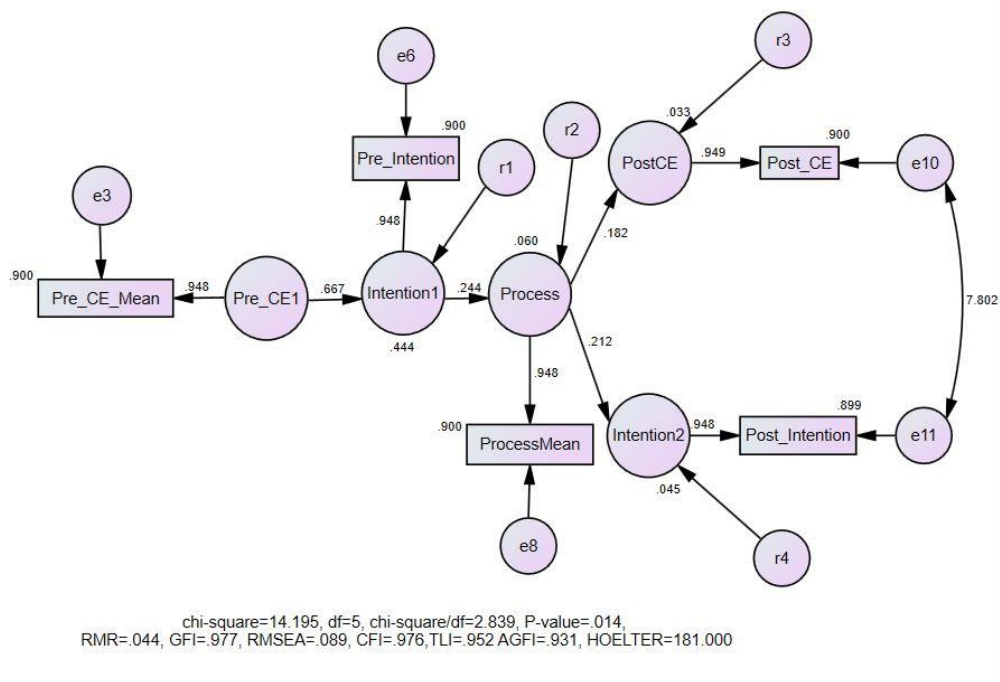 r3
e6
.033
.900
.900
r2
Pre_Intention
r1
PostCE
.949
Post_CE
e10
e3
.948
.182
.060
.900
Pre_CE_Mean
.948
Pre_CE1
.667
Intention1
.244
Process
7.802
.444
.212
.948
.899
.900
ProcessMean
Intention2
.948
Post_Intention
e11
.045
e8
r4
chi-square=14.195, df=5, chi-square/df=2.839, P-value=.014,
RMR=.044, GFI=.977, RMSEA=.089, CFI=.976,TLI=.952 AGFI=.931, HOELTER=181.000